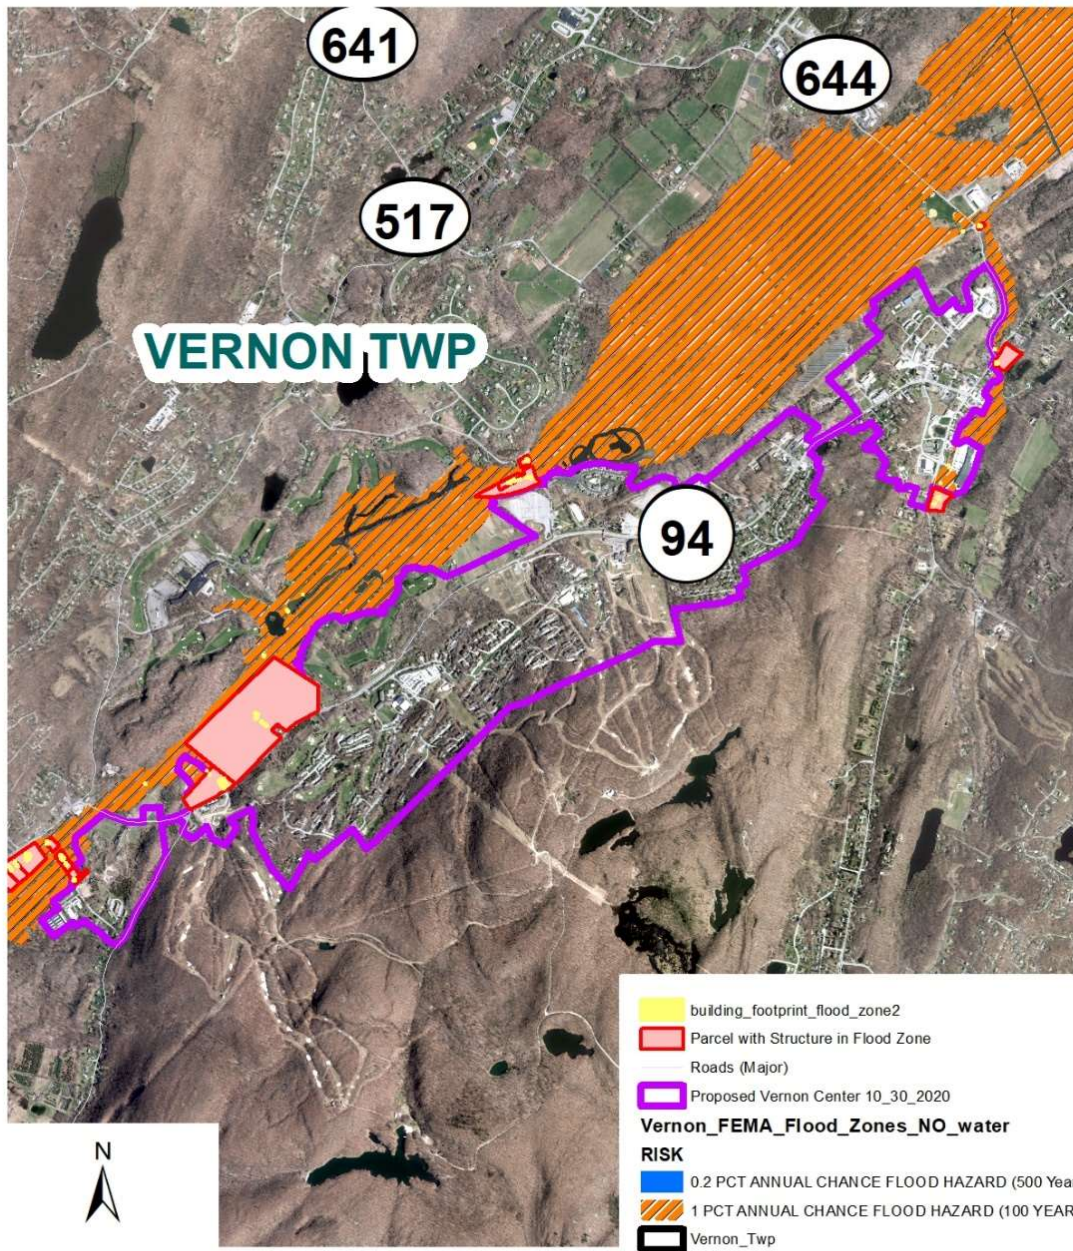 641
644
517
VERNON TWP
94
N
building_footprint_flood_zone2
Parcel with Structure in Flood Zone
Roads (Major)
Proposed Vernon Center 10_30_2020
Vernon_FEMA_Flood_Zones_NO_water
RISK
0.2 PCT ANNUAL CHANCE FLOOD HAZARD (500 Yea
1 PCT ANNUAL CHANCE FLOOD HAZARD (100 YEAR
Vernon_Twp